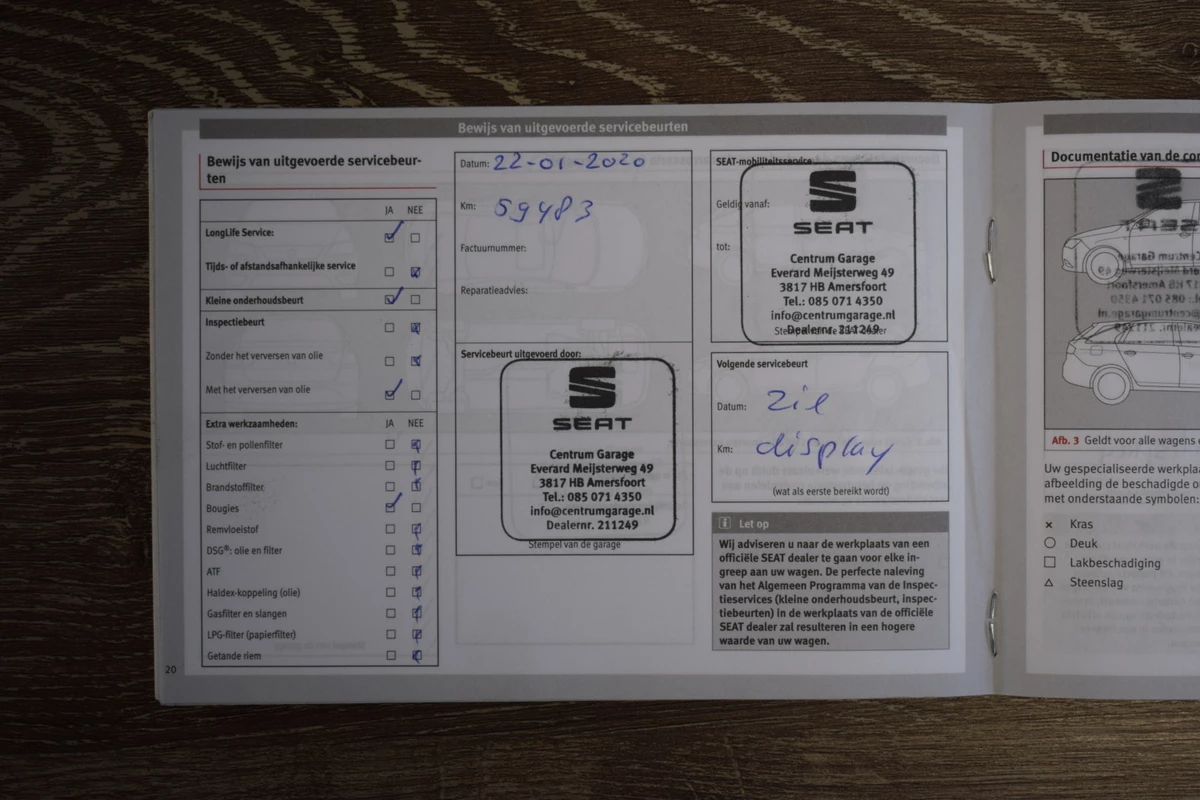 Bewijs van uitgevoerde servicebeurten
Bewijs van uitgevoerde servicebeur-
ten
JA NEE
LongLife Service:
Tijds- of afstandsafhankelijke service
Kleine onderhoudsbeurt
Inspectiebeurt
Zonder het verversen van olie
Met het verversen van olie
Extra werkzaamheden: JA NEE
Stof- en pollenfilter
Luchtfilter
Brandstoffilter
Bougies
Remvloeistof
DSG®: olie en filter
ATF
Haldex-koppeling (olie)
Gasfilter en slangen
LPG-filter (papierfilter)
Getande riem
20
Datum: 22-01-2020
Km: 59483
Factuurnummer:
Reparatieadvies:
Servicebeurt uitgevoerd door:
SEAT
Centrum Garage
Everard Meijsterweg 49
3817 HB Amersfoort
Tel.: 085 071 4350
info@centrumgarage.nl
Dealernr. 211249
Stempel van de garage
SEAT-mobiliteitsservice
Geldig vanaf:
tot:
SEAT
Centrum Garage
Everard Meijsterweg 49
3817 HB Amersfoort
Tel.: 085 071 4350
info@centrumgarage.nl
Dealernr. 211249
Stempel van de dealer
Volgende servicebeurt
Datum: zie
Km: display
(wat als eerste bereikt wordt)
i Let op
Wij adviseren u naar de werkplaats van een
officiële SEAT dealer te gaan voor elke in-
greep aan uw wagen. De perfecte naleving
van het Algemeen Programma van de Inspec-
tieservices (kleine onderhoudsbeurt, inspec-
tiebeurten) in de werkplaats van de officiële
SEAT dealer zal resulteren in een hogere
waarde van uw wagen.
Documentatie van de
Afb. 3 Geldt voor alle wagens
Uw gespecialiseerde
afbeelding de beschadigde
met onderstaande symbolen:
Kras
Deuk
Lakbeschadiging
Steenslag